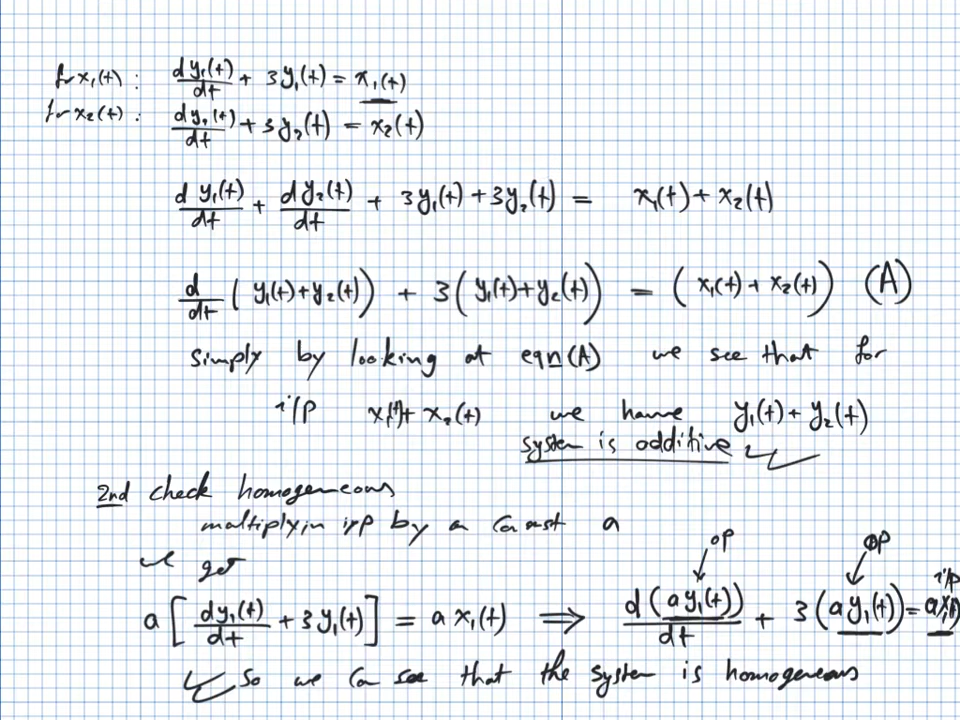 for x₁(t) : dy₁(t)/dt + 3y₁(t) = x₁(t)
for x₂(t) : dy₂(t)/dt + 3y₂(t) = x₂(t)
dy₁(t)/dt + dy₂(t)/dt + 3y₁(t) + 3y₂(t) = x₁(t) + x₂(t)
d/dt (y₁(t)+y₂(t)) + 3(y₁(t)+y₂(t)) = (x₁(t) + x₂(t)) (A)
simply by looking at eqn(A) we see that for
i/p x₁(t) + x₂(t) we have y₁(t) + y₂(t)
system is additive
2nd check homogeneous
multiplyin i/p by a const a
we get
op op i/p
a[dy₁(t)/dt + 3y₁(t)] = a x₁(t) ⟹ d(ay₁(t))/dt + 3(ay₁(t)) = ax₁(t)
so we can see that the system is homogeneous